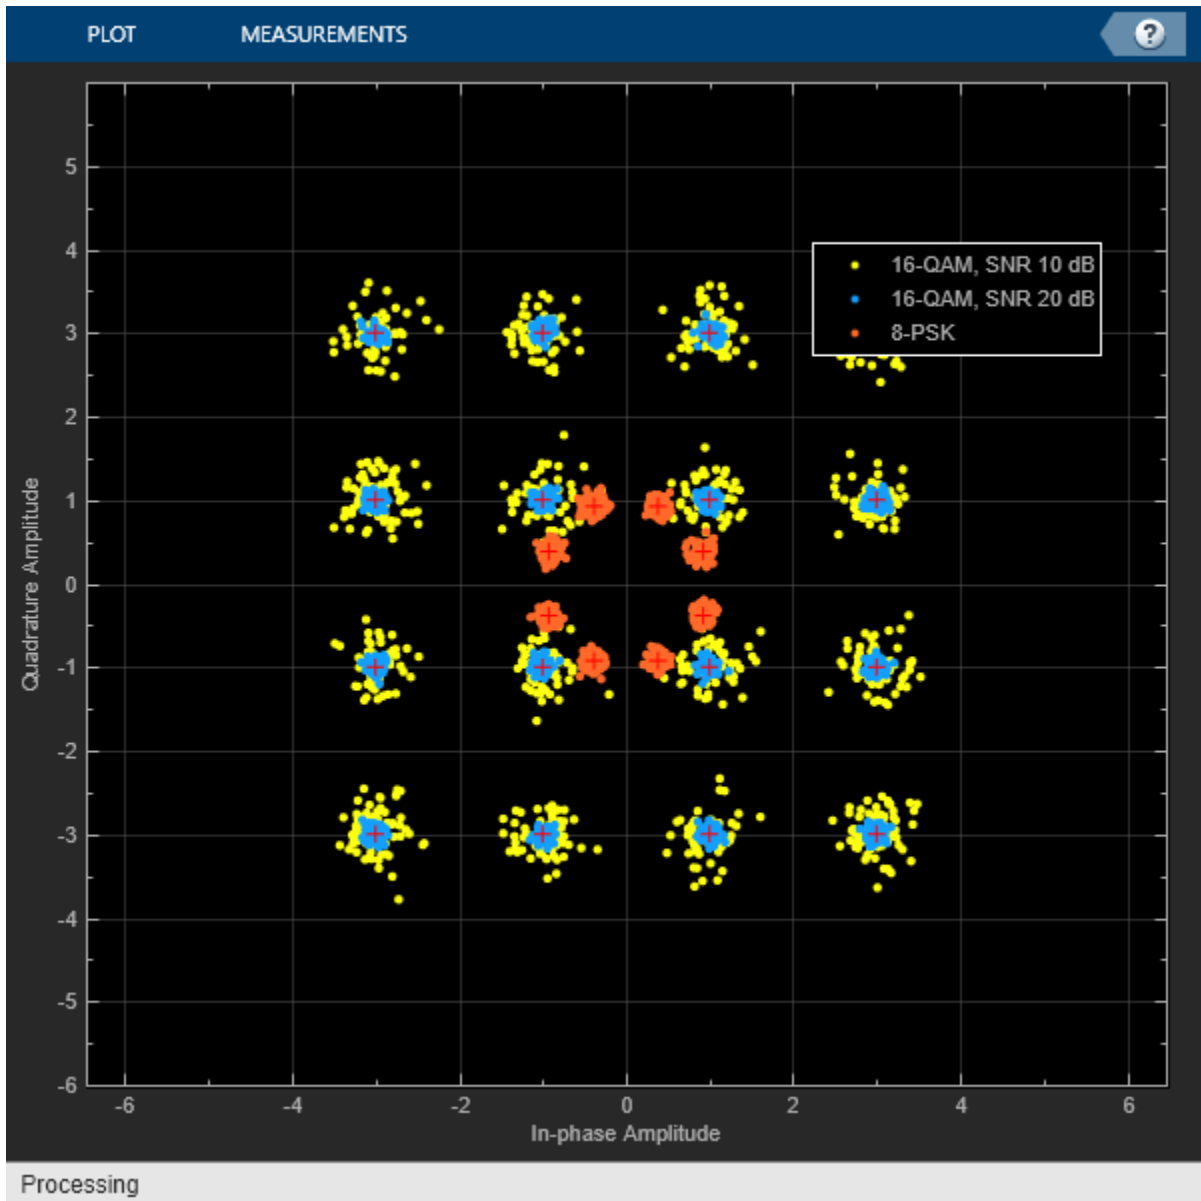 PLOT MEASUREMENTS ?
5
4
3
2
1
0
-1
-2
-3
-4
-5
-6
Quadrature Amplitude
16-QAM, SNR 10 dB
16-QAM, SNR 20 dB
8-PSK
-6 -4 -2 0 2 4 6
In-phase Amplitude
Processing